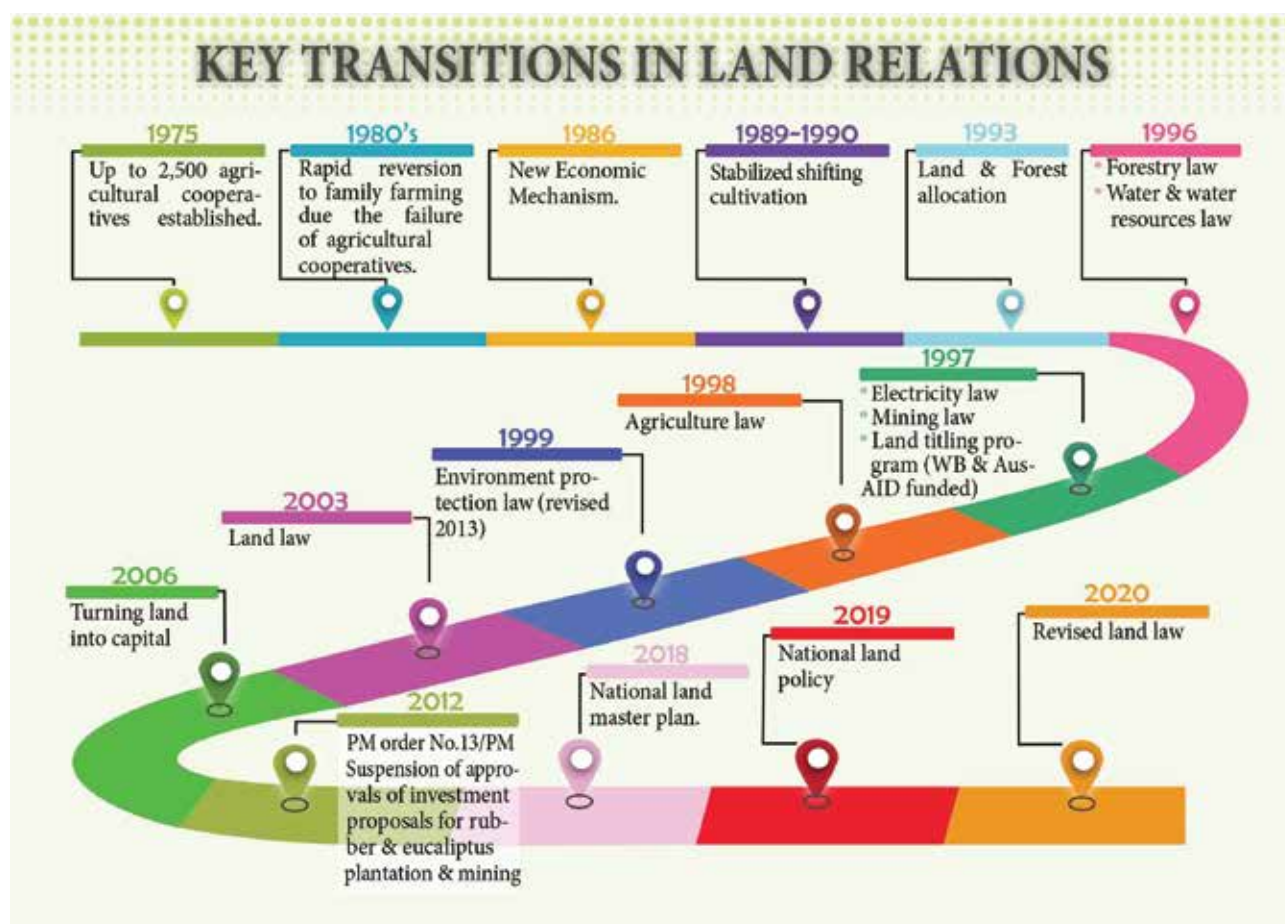 KEY TRANSITIONS IN LAND RELATIONS
1975
Up to 2,500 agri-
cultural coopera-
tives established.
1980's
Rapid reversion
to family farming
due the failure
of agricultural
cooperatives.
1986
New Economic
Mechanism.
1989-1990
Stabilized shifting
cultivation
1993
Land & Forest
allocation
1996
* Forestry law
* Water & water
resources law
1997
* Electricity law
* Mining law
* Land titling pro-
gram (WB & Aus-
AID funded)
1998
Agriculture law
1999
Environment pro-
tection law (revised
2013)
2003
Land law
2006
Turning land
into capital
2012
PM order No.13/PM
Suspension of appro-
vals of investment
proposals for rub-
ber & eucaliptus
plantation & mining
2018
National land
master plan.
2019
National land
policy
2020
Revised land law